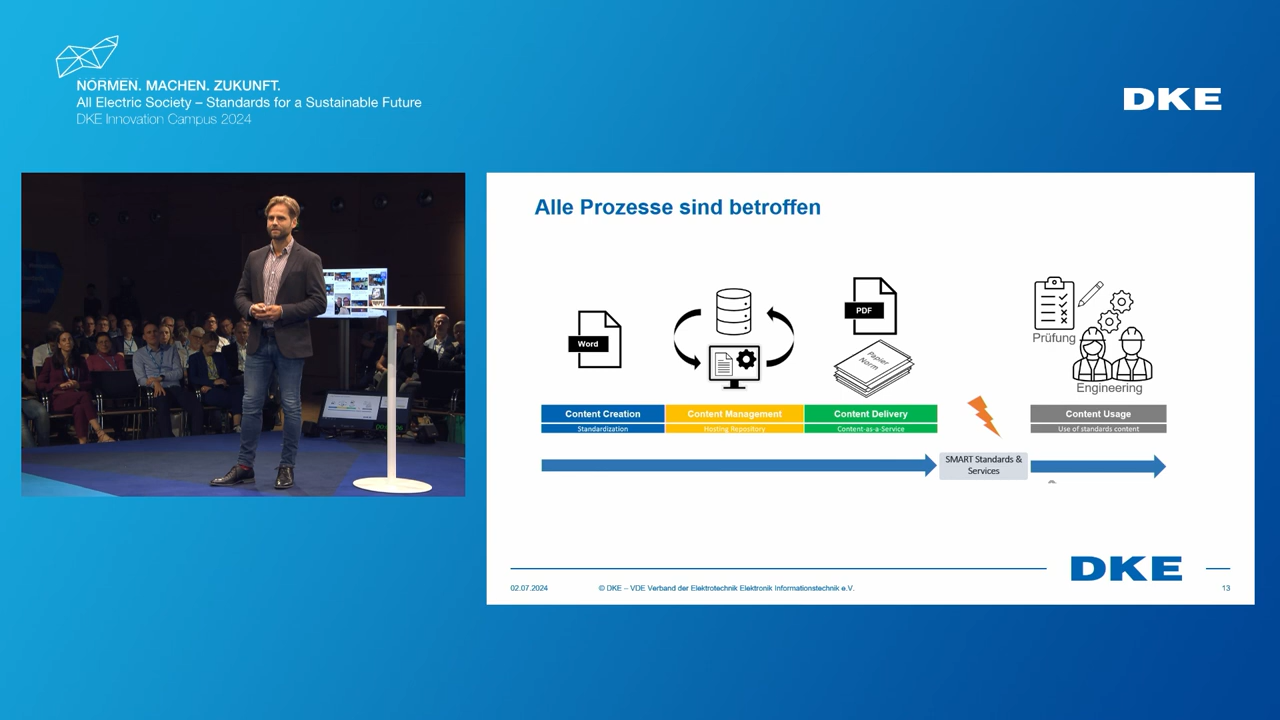 NORMEN. MACHEN. ZUKUNFT.
All Electric Society – Standards for a Sustainable Future
DKE Innovation Campus 2024
DKE
Alle Prozesse sind betroffen
Word
PDF
Papier
Norm
Prüfung
Engineering
Content Creation
Standardization
Content Management
Hosting Repository
Content Delivery
Content-as-a-Service
Content Usage
Use of standards content
SMART Standards &
Services
DKE
02.07.2024
© DKE – VDE Verband der Elektrotechnik Elektronik Informationstechnik e.V.
13